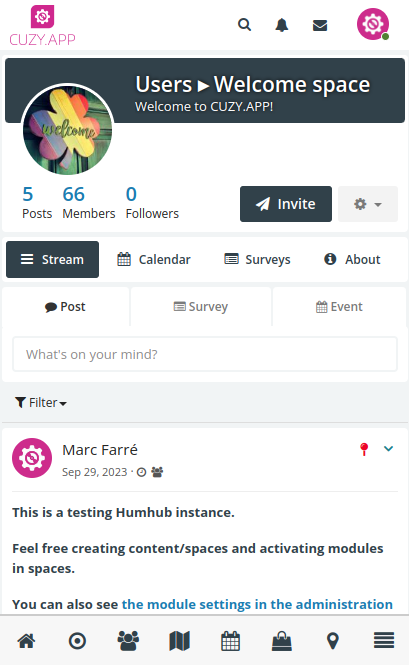 CUZY.APP
Users ▸ Welcome space
Welcome to CUZY.APP!
welcome
5 66 0
Posts Members Followers
Invite
Stream Calendar Surveys About
Post Survey Event
What's on your mind?
Filter
Marc Farré
Sep 29, 2023 ·
This is a testing Humhub instance.
Feel free creating content/spaces and activating modules
in spaces.
You can also see the module settings in the administration